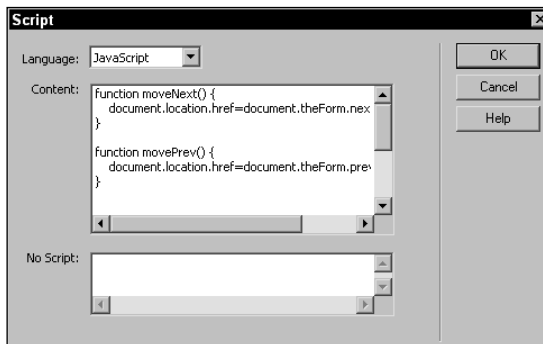 Script
Language: JavaScript
OK
Content:
function moveNext() {
document.location.href=document.theForm.nex
}
function movePrev() {
document.location.href=document.theForm.prev
}
Cancel
Help
No Script: